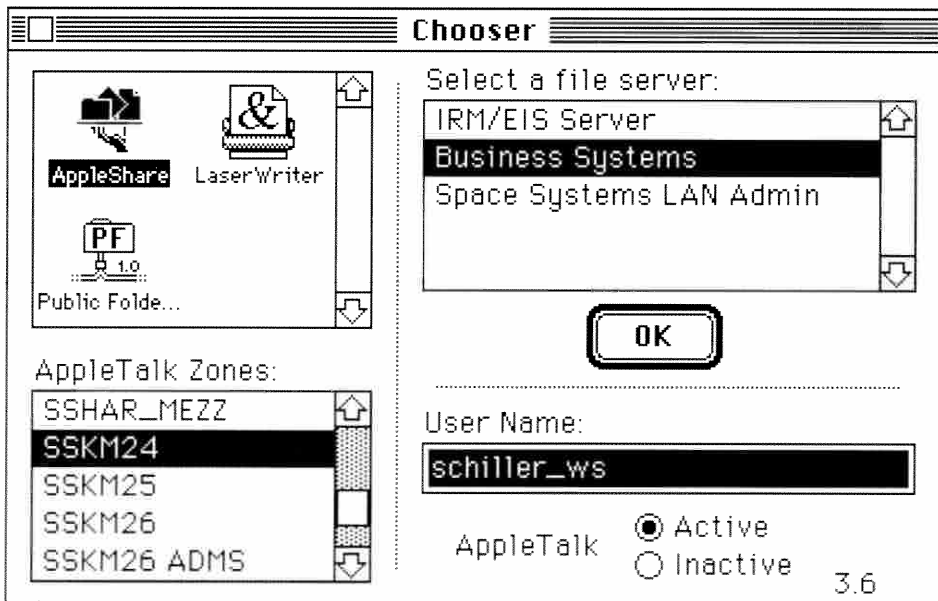 Chooser
AppleShare
LaserWriter
PF
1.0
Public Folde...
AppleTalk Zones:
SSHAR_MEZZ
SSKM24
SSKM25
SSKM26
SSKM26 ADMS
Select a file server:
IRM/EIS Server
Business Systems
Space Systems LAN Admin
OK
User Name:
schiller_ws
AppleTalk
Active
Inactive
3.6